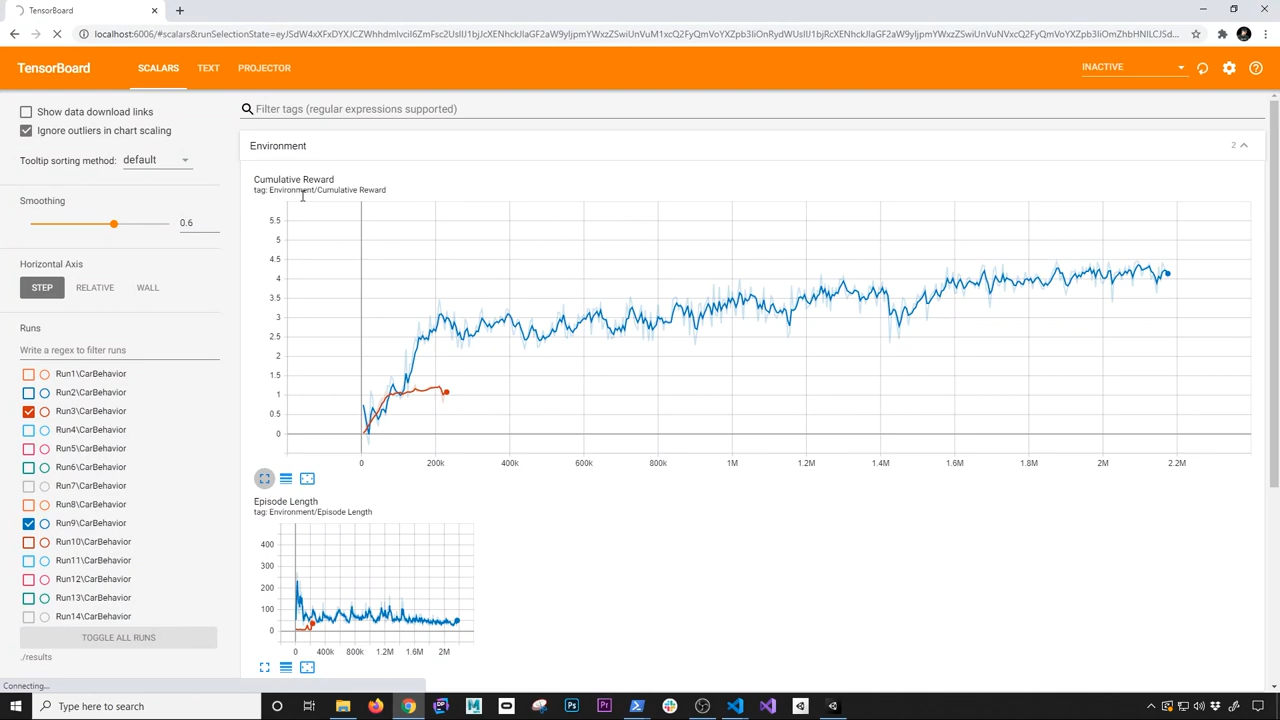 TensorBoard
localhost:6006/#scalars&runSelectionState=
TensorBoard
SCALARS
TEXT
PROJECTOR
INACTIVE
Show data download links
Ignore outliers in chart scaling
Tooltip sorting method: default
Smoothing
0.6
Horizontal Axis
STEP
RELATIVE
WALL
Runs
Write a regex to filter runs
Run1\CarBehavior
Run2\CarBehavior
Run3\CarBehavior
Run4\CarBehavior
Run5\CarBehavior
Run6\CarBehavior
Run7\CarBehavior
Run8\CarBehavior
Run9\CarBehavior
Run10\CarBehavior
Run11\CarBehavior
Run12\CarBehavior
Run13\CarBehavior
Run14\CarBehavior
TOGGLE ALL RUNS
./results
Filter tags (regular expressions supported)
Environment
2
Cumulative Reward
tag: Environment/Cumulative Reward
5.5
5
4.5
4
3.5
3
2.5
2
1.5
1
0.5
0
0 200k 400k 600k 800k 1M 1.2M 1.4M 1.6M 1.8M 2M 2.2M
Episode Length
tag: Environment/Episode Length
400
300
200
100
0
0 400k 800k 1.2M 1.6M 2M
Connecting...
Type here to search